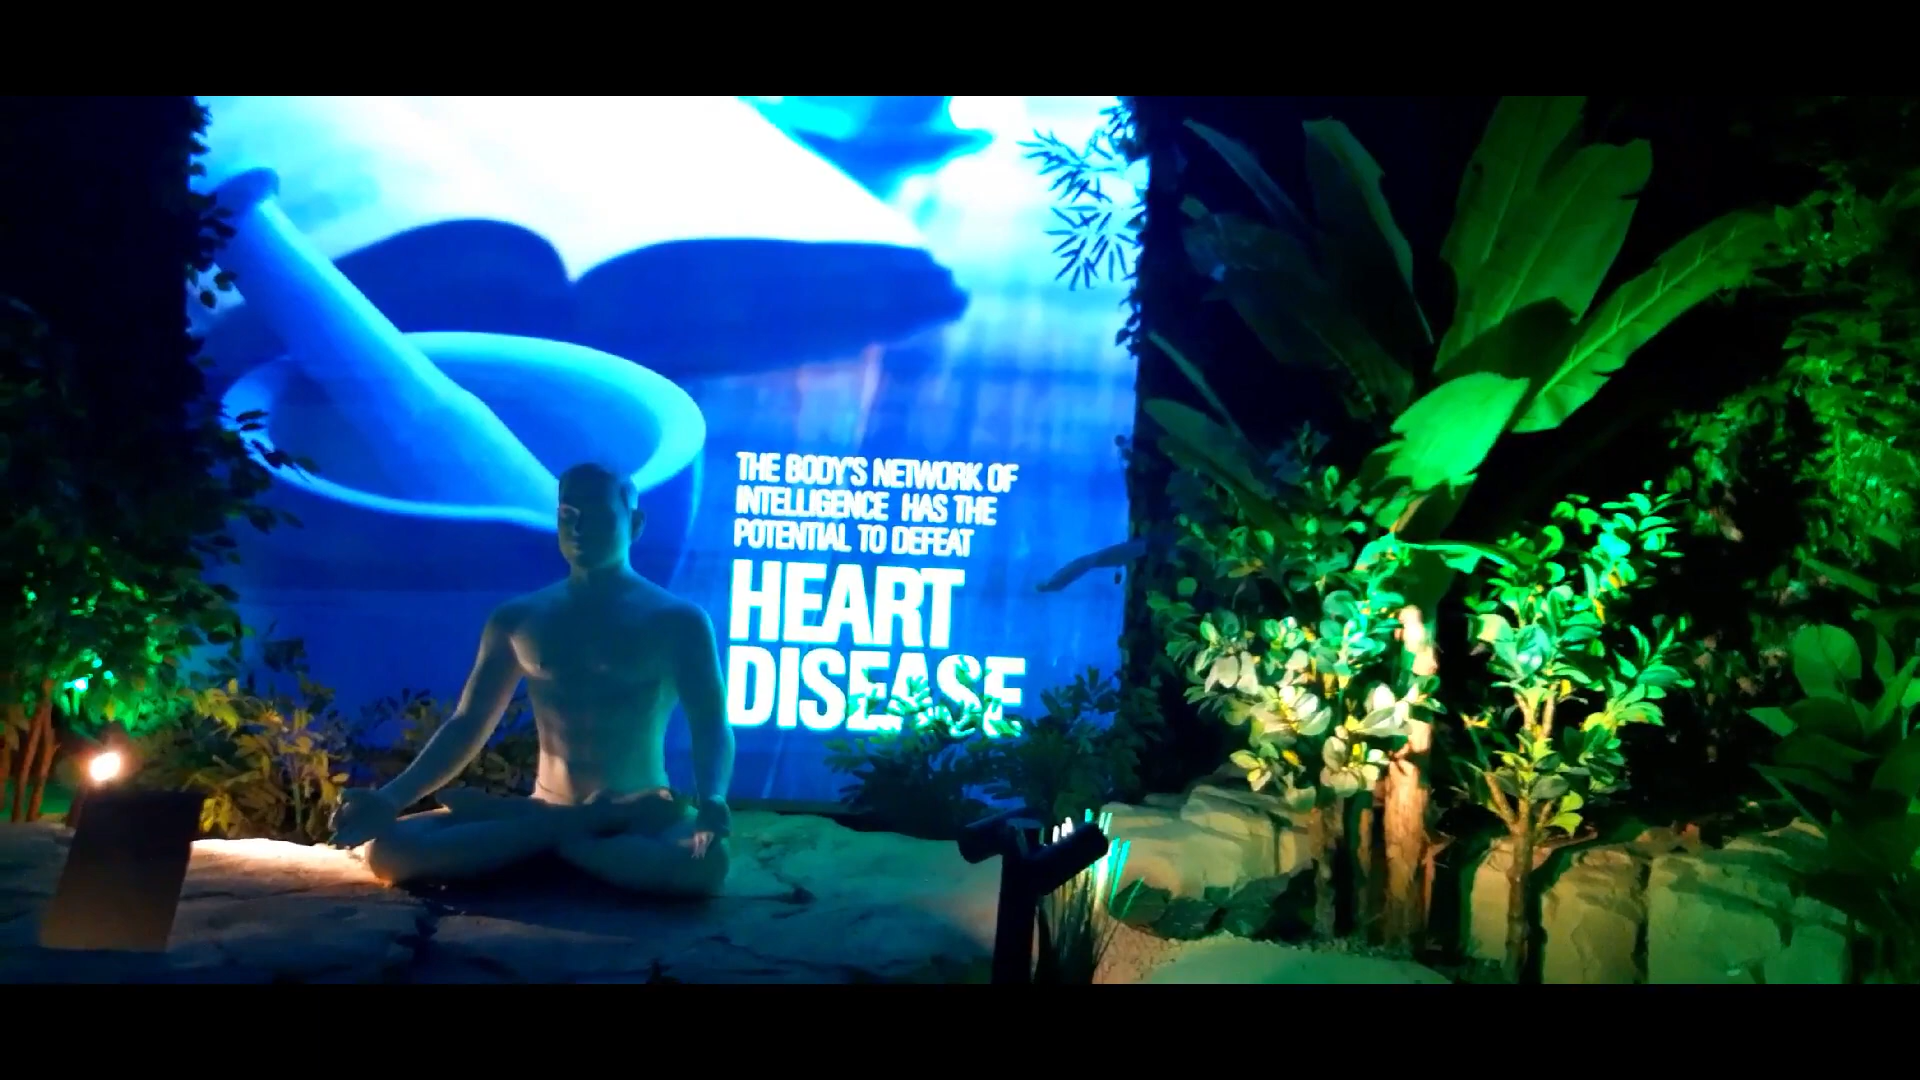 THE BODY'S NETWORK OF
INTELLIGENCE HAS THE
POTENTIAL TO DEFEAT
HEART
DISEASE